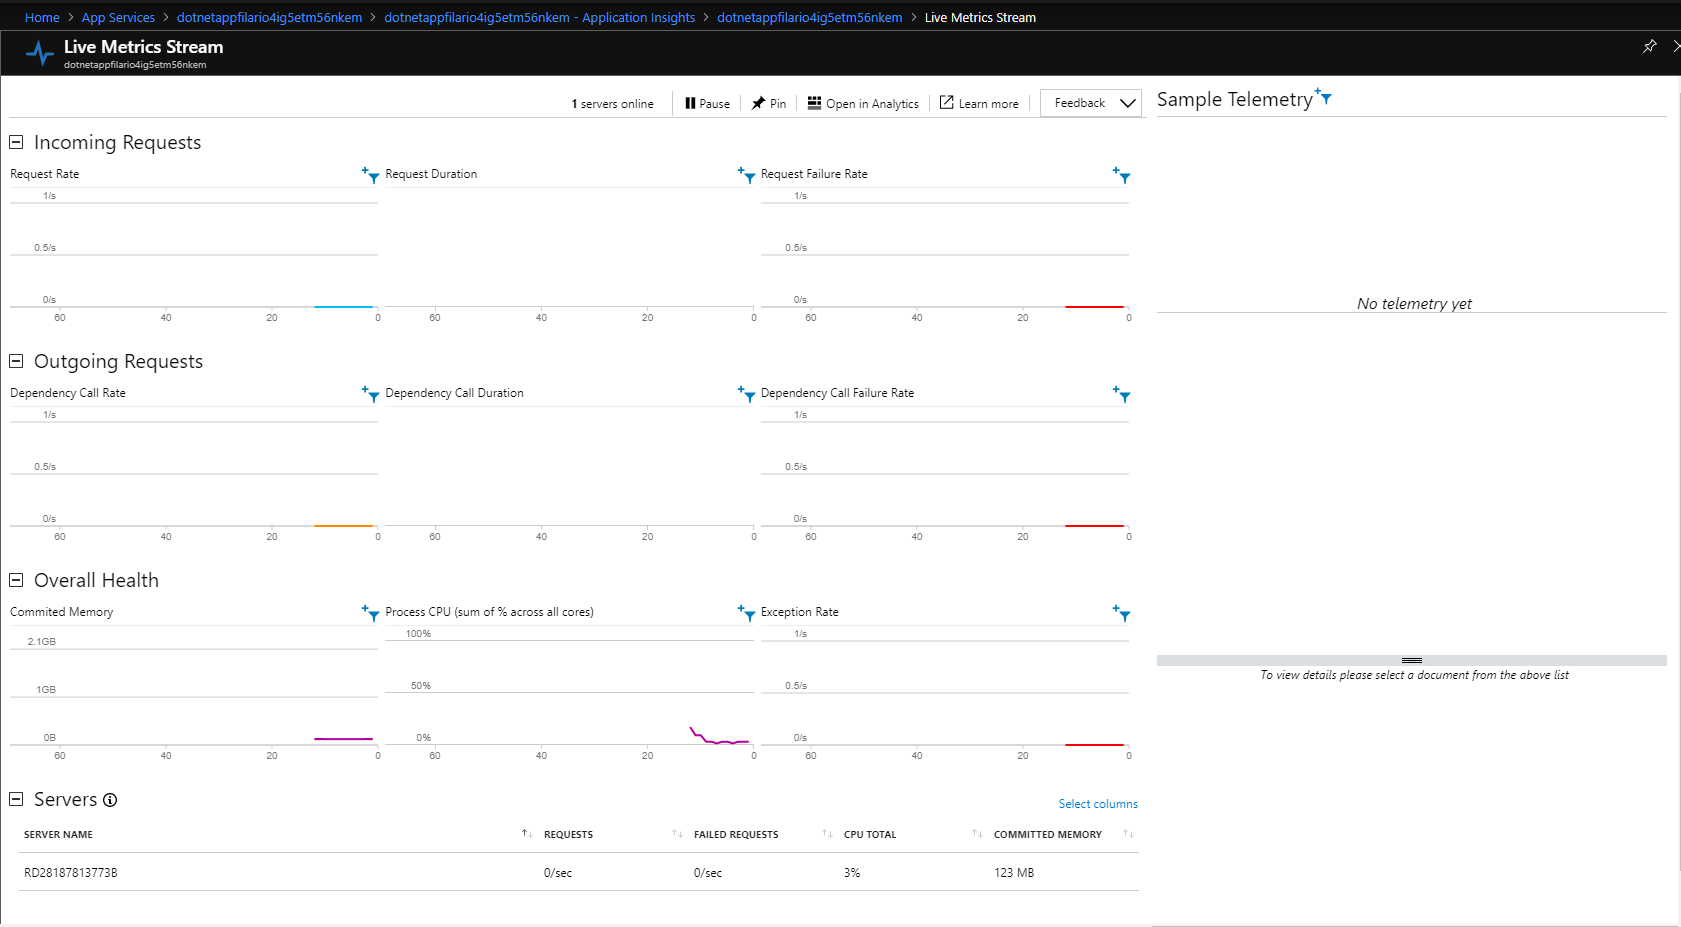 Home > App Services > dotnetappfilario4ig5etm56nkem > dotnetappfilario4ig5etm56nkem - Application Insights > dotnetappfilario4ig5etm56nkem > Live Metrics Stream
Live Metrics Stream
dotnetappfilario4ig5etm56nkem
1 servers online
Pause
Pin
Open in Analytics
Learn more
Feedback
Sample Telemetry
Incoming Requests
Request Rate
1/s
0.5/s
0/s
60 40 20 0
Request Duration
60 40 20 0
Request Failure Rate
1/s
0.5/s
0/s
60 40 20 0
No telemetry yet
Outgoing Requests
Dependency Call Rate
1/s
0.5/s
0/s
60 40 20 0
Dependency Call Duration
60 40 20 0
Dependency Call Failure Rate
1/s
0.5/s
0/s
60 40 20 0
Overall Health
Commited Memory
2.1GB
1GB
0B
60 40 20 0
Process CPU (sum of % across all cores)
100%
50%
0%
60 40 20 0
Exception Rate
1/s
0.5/s
0/s
60 40 20 0
To view details please select a document from the above list
Servers
Select columns
SERVER NAME REQUESTS FAILED REQUESTS CPU TOTAL COMMITTED MEMORY
RD28187813773B 0/sec 0/sec 3% 123 MB